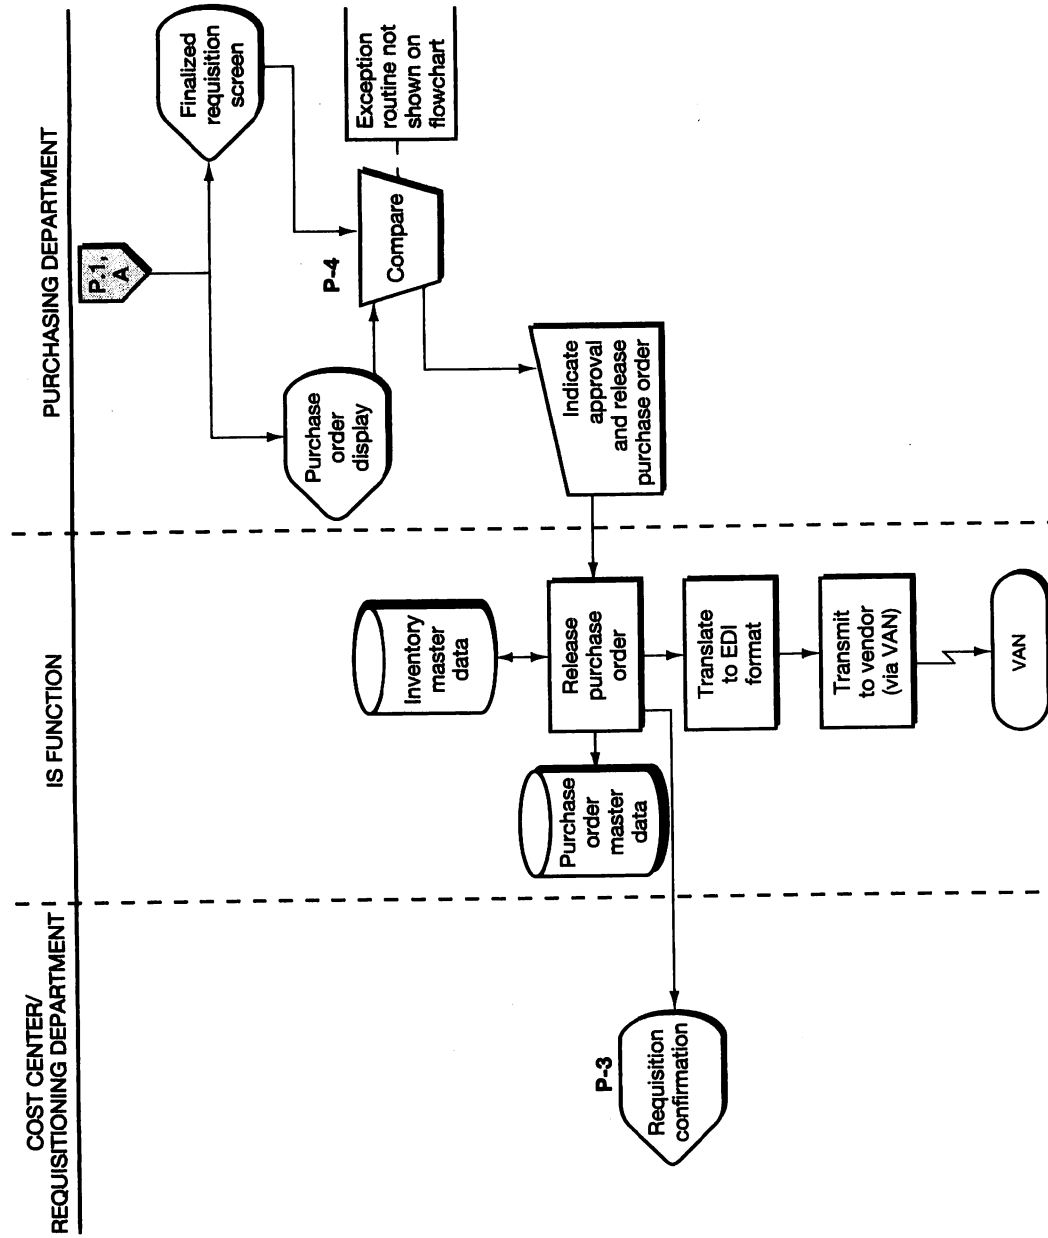 COST CENTER/
REQUISITIONING DEPARTMENT
IS FUNCTION
PURCHASING DEPARTMENT
P.1,
A
Finalized
requisition
screen
Purchase
order
display
P-4
Compare
Exception
routine not
shown on
flowchart
Indicate
approval
and release
purchase order
Inventory
master
data
Release
purchase
order
Purchase
order
master
data
Translate
to EDI
format
Transmit
to vendor
(via VAN)
VAN
P-3
Requisition
confirmation